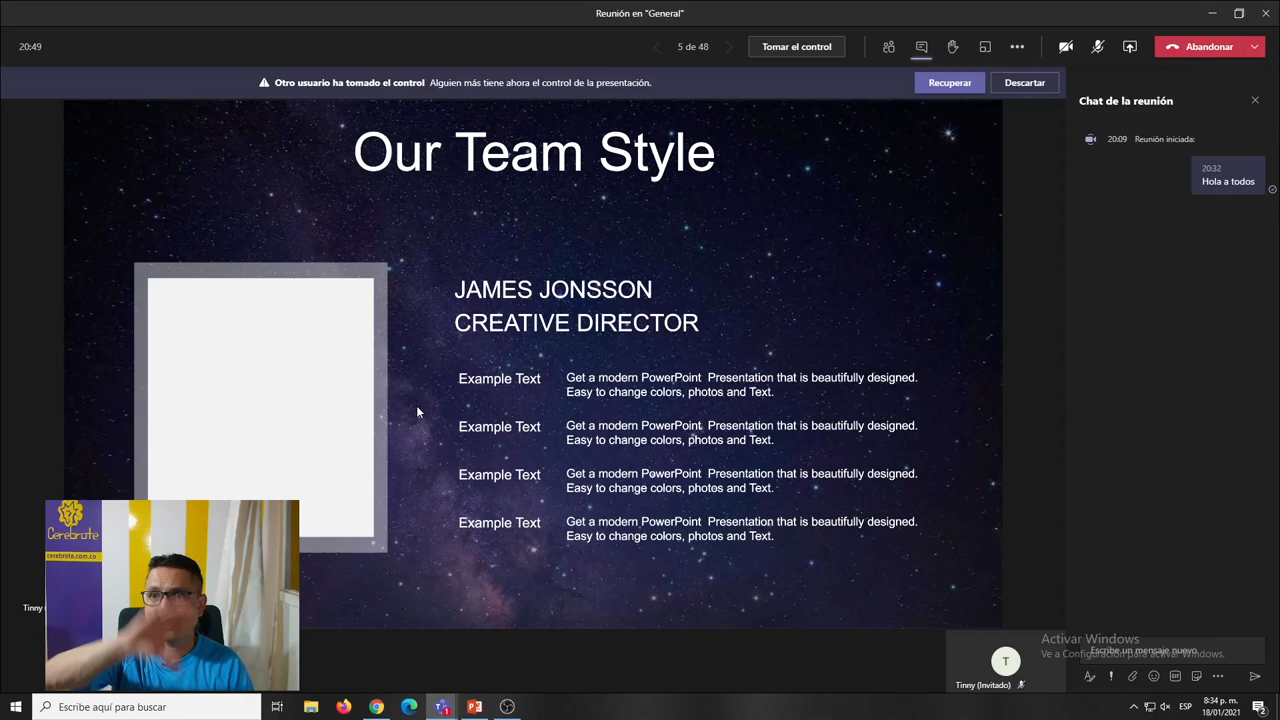 Reunión en "General"
20:49
5 de 48
Tomar el control
Abandonar
Otro usuario ha tomado el control Alguien más tiene ahora el control de la presentación.
Recuperar
Descartar
Chat de la reunión
20:09 Reunión iniciada:
20:32
Hola a todos
Our Team Style
JAMES JONSSON
CREATIVE DIRECTOR
Example Text
Get a modern PowerPoint Presentation that is beautifully designed.
Easy to change colors, photos and Text.
Example Text
Get a modern PowerPoint Presentation that is beautifully designed.
Easy to change colors, photos and Text.
Example Text
Get a modern PowerPoint Presentation that is beautifully designed.
Easy to change colors, photos and Text.
Example Text
Get a modern PowerPoint Presentation that is beautifully designed.
Easy to change colors, photos and Text.
Cerebrote
cerebrote.com.co
Tinny (
T
Tinny (Invitado)
Activar Windows
Ve a Configuración para activar Windows.
Escribe un mensaje nuevo
GIF
Escribe aquí para buscar
ESP
8:34 p. m.
18/01/2021
2